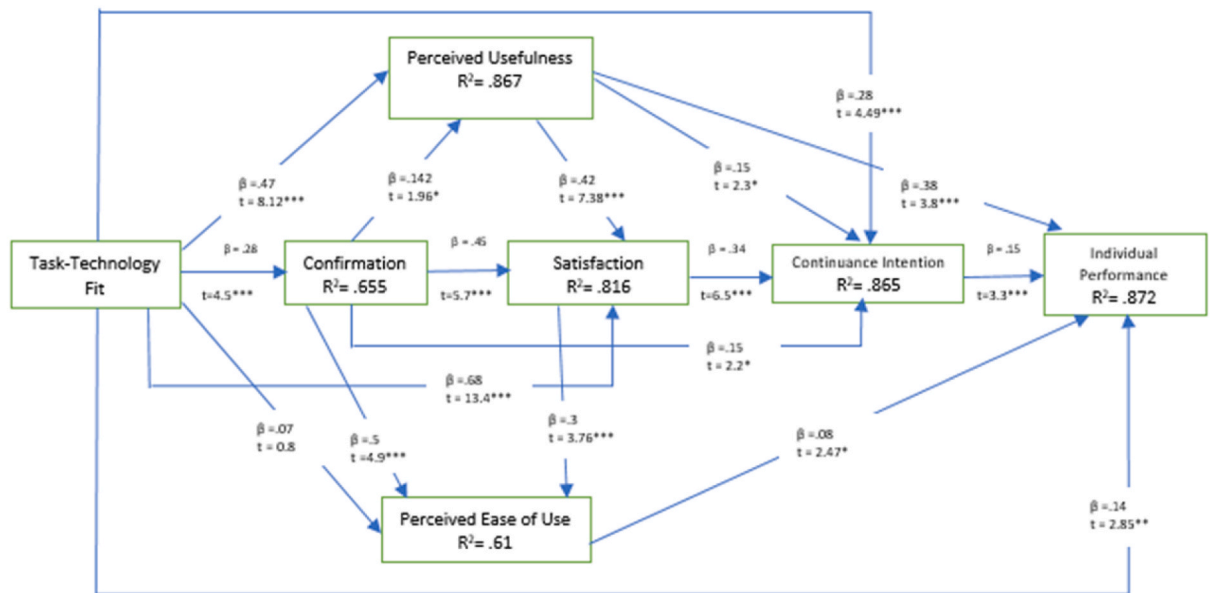 Perceived Usefulness
R²= .867
β =.28
t = 4.49***
β =.47
t = 8.12***
β =.142
t = 1.96*
β =.42
t = 7.38***
β =.15
t = 2.3*
β =.38
t = 3.8***
Task-Technology
Fit
β =.28
t=4.5***
Confirmation
R²= .655
β =.45
t=5.7***
Satisfaction
R²= .816
β =.34
t=6.5***
Continuance Intention
R²= .865
β =.15
t=3.3***
Individual
Performance
R²= .872
β =.15
t = 2.2*
β =.68
t = 13.4***
β =.07
t = 0.8
β =.5
t =4.9***
β =.3
t = 3.76***
β =.08
t = 2.47*
Perceived Ease of Use
R²= .61
β =.14
t = 2.85**